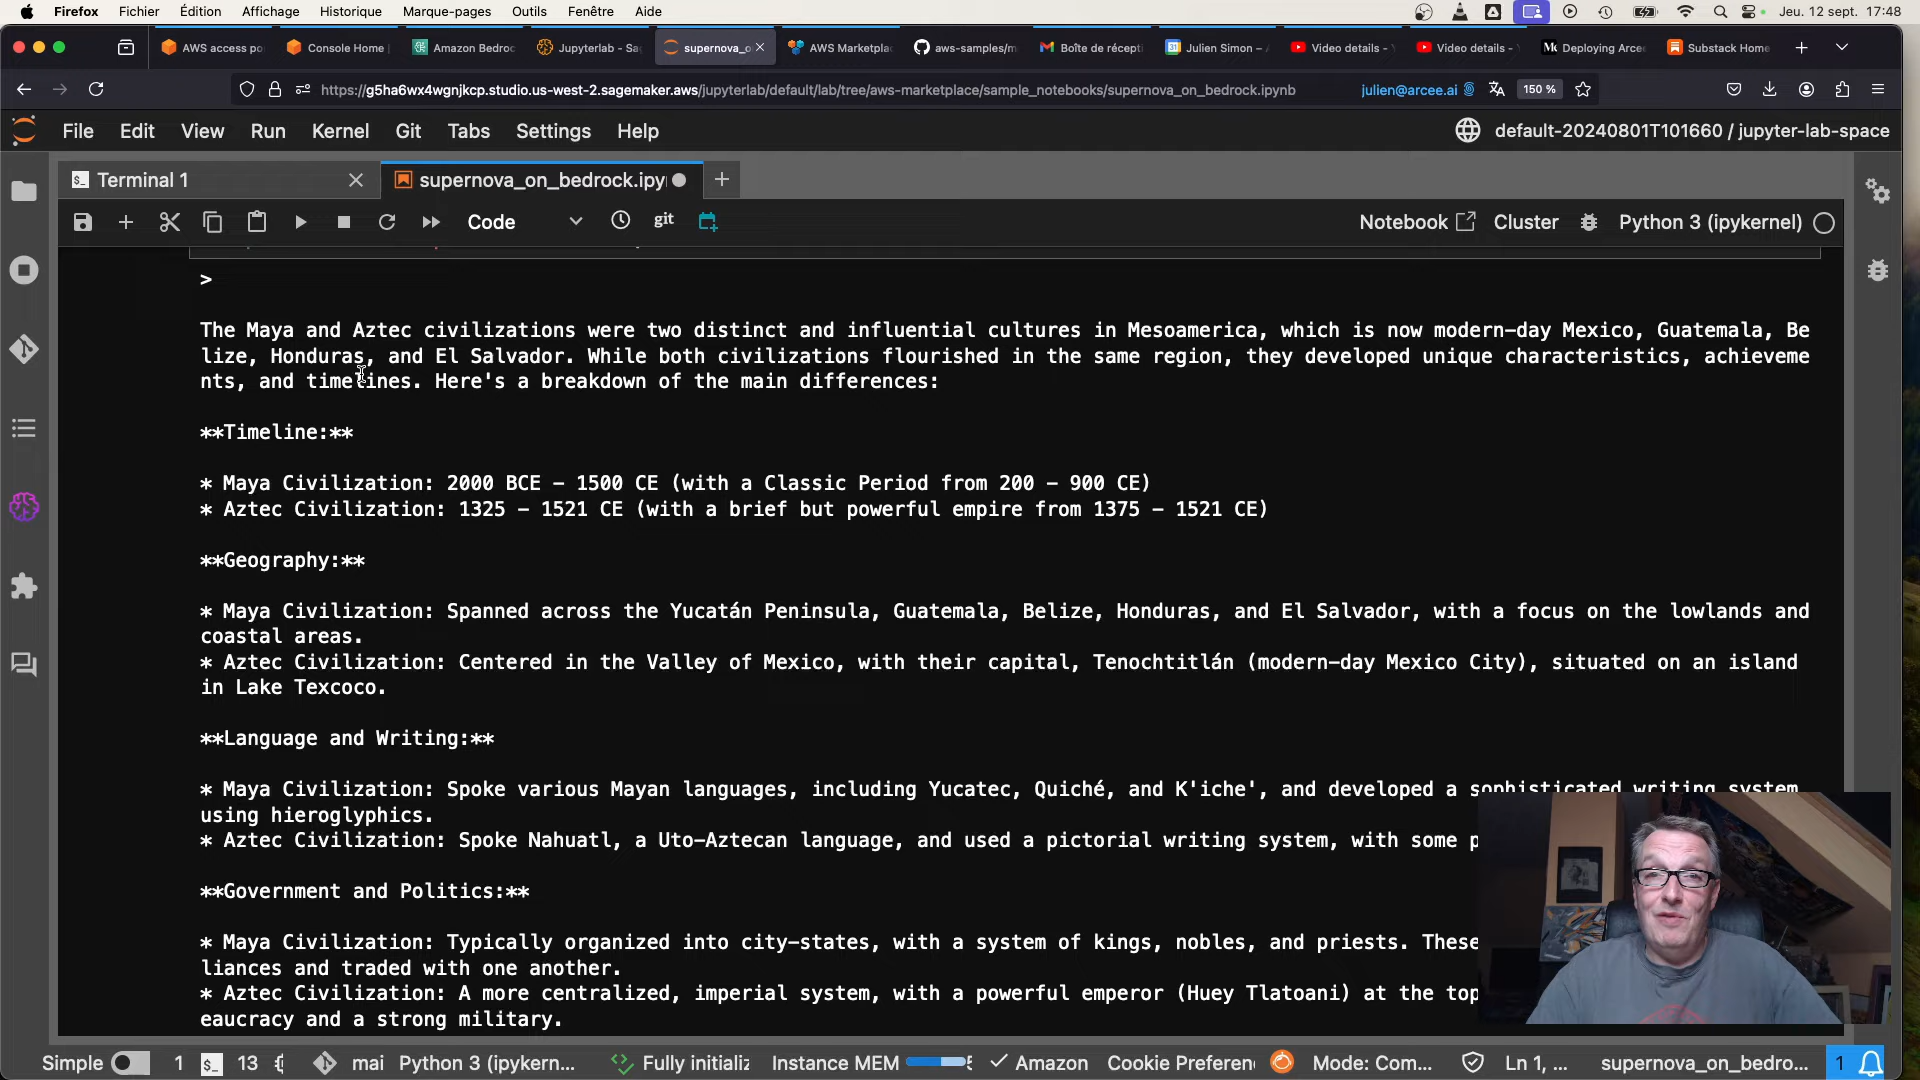 Firefox Fichier Édition Affichage Historique Marque-pages Outils Fenêtre Aide Jeu. 12 sept. 17:48
AWS access po Console Home Amazon Bedroc Jupyterlab - Sa supernova_o AWS Marketpla aws-samples/m Boîte de récept Julien Simon – Video details - Video details - Deploying Arce Substack Home
https://g5ha6wx4wgnjkcp.studio.us-west-2.sagemaker.aws/jupyterlab/default/lab/tree/aws-marketplace/sample_notebooks/supernova_on_bedrock.ipynb julien@arcee.ai 150 %
File Edit View Run Kernel Git Tabs Settings Help default-20240801T101660 / jupyter-lab-space
Terminal 1 supernova_on_bedrock.ipy
Code git Notebook Cluster Python 3 (ipykernel)
>
The Maya and Aztec civilizations were two distinct and influential cultures in Mesoamerica, which is now modern-day Mexico, Guatemala, Be
lize, Honduras, and El Salvador. While both civilizations flourished in the same region, they developed unique characteristics, achieveme
nts, and timelines. Here's a breakdown of the main differences:
**Timeline:**
* Maya Civilization: 2000 BCE – 1500 CE (with a Classic Period from 200 – 900 CE)
* Aztec Civilization: 1325 – 1521 CE (with a brief but powerful empire from 1375 – 1521 CE)
**Geography:**
* Maya Civilization: Spanned across the Yucatán Peninsula, Guatemala, Belize, Honduras, and El Salvador, with a focus on the lowlands and
coastal areas.
* Aztec Civilization: Centered in the Valley of Mexico, with their capital, Tenochtitlán (modern-day Mexico City), situated on an island
in Lake Texcoco.
**Language and Writing:**
* Maya Civilization: Spoke various Mayan languages, including Yucatec, Quiché, and K'iche', and developed a sophisticated writing system
using hieroglyphics.
* Aztec Civilization: Spoke Nahuatl, a Uto-Aztecan language, and used a pictorial writing system, with some p
**Government and Politics:**
* Maya Civilization: Typically organized into city-states, with a system of kings, nobles, and priests. These
liances and traded with one another.
* Aztec Civilization: A more centralized, imperial system, with a powerful emperor (Huey Tlatoani) at the top
eaucracy and a strong military.
Simple 1 13 mai Python 3 (ipykern... Fully initializ Instance MEM Amazon Cookie Preferen Mode: Com... Ln 1, ... supernova_on_bedro... 1